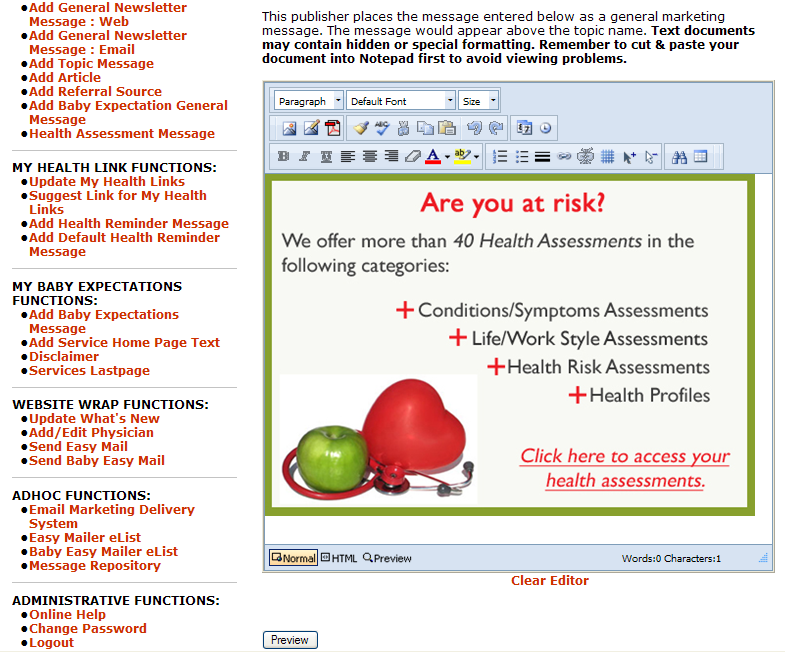 Add General Newsletter
Message : Web
Add General Newsletter
Message : Email
Add Topic Message
Add Article
Add Referral Source
Add Baby Expectation General
Message
Health Assessment Message
MY HEALTH LINK FUNCTIONS:
Update My Health Links
Suggest Link for My Health
Links
Add Health Reminder Message
Add Default Health Reminder
Message
MY BABY EXPECTATIONS
FUNCTIONS:
Add Baby Expectations
Message
Add Service Home Page Text
Disclaimer
Services Lastpage
WEBSITE WRAP FUNCTIONS:
Update What's New
Add/Edit Physician
Send Easy Mail
Send Baby Easy Mail
ADHOC FUNCTIONS:
Email Marketing Delivery
System
Easy Mailer eList
Baby Easy Mailer eList
Message Repository
ADMINISTRATIVE FUNCTIONS:
Online Help
Change Password
Logout
This publisher places the message entered below as a general marketing
message. The message would appear above the topic name. Text documents
may contain hidden or special formatting. Remember to cut & paste your
document into Notepad first to avoid viewing problems.
Paragraph Default Font Size
B I U A ab
Are you at risk?
We offer more than 40 Health Assessments in the
following categories:
+ Conditions/Symptoms Assessments
+ Life/Work Style Assessments
+ Health Risk Assessments
+ Health Profiles
Click here to access your
health assessments.
Normal HTML Preview Words:0 Characters:1
Clear Editor
Preview